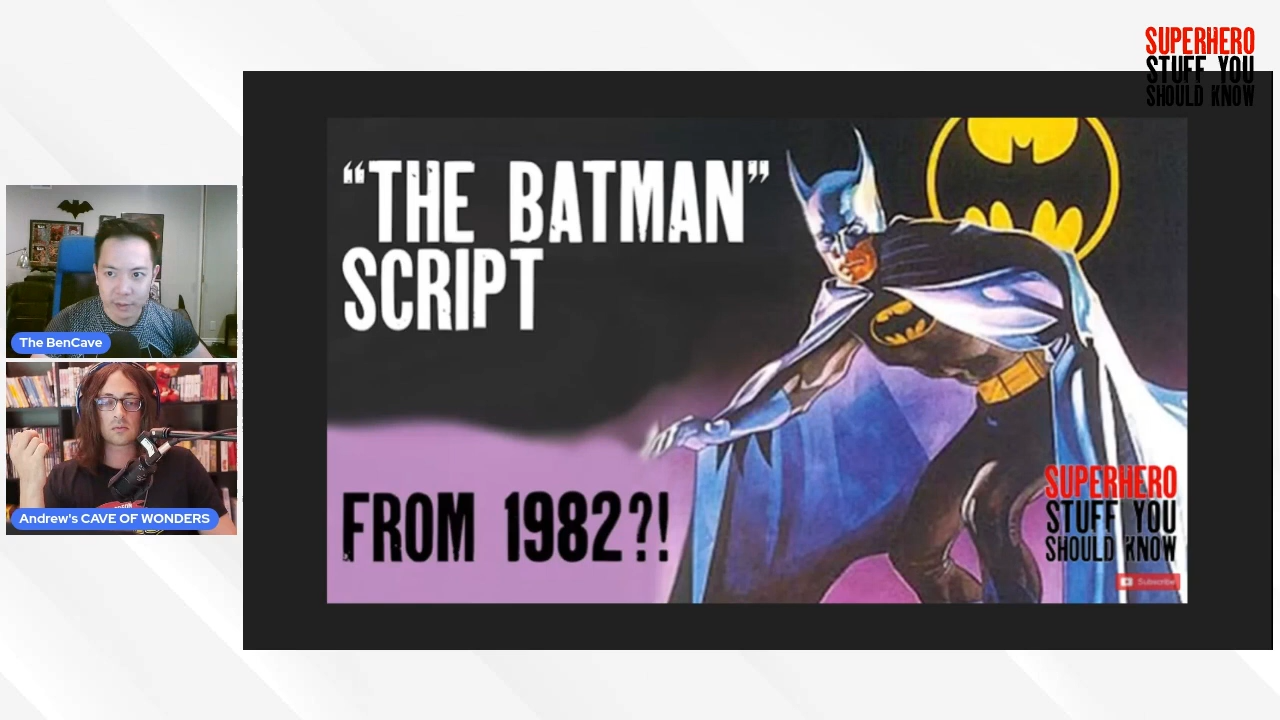 SUPERHERO
STUFF YOU
SHOULD KNOW
“THE BATMAN”
SCRIPT
FROM 1982?!
SUPERHERO
STUFF YOU
SHOULD KNOW
Subscribe
The BenCave
Andrew's CAVE OF WONDERS